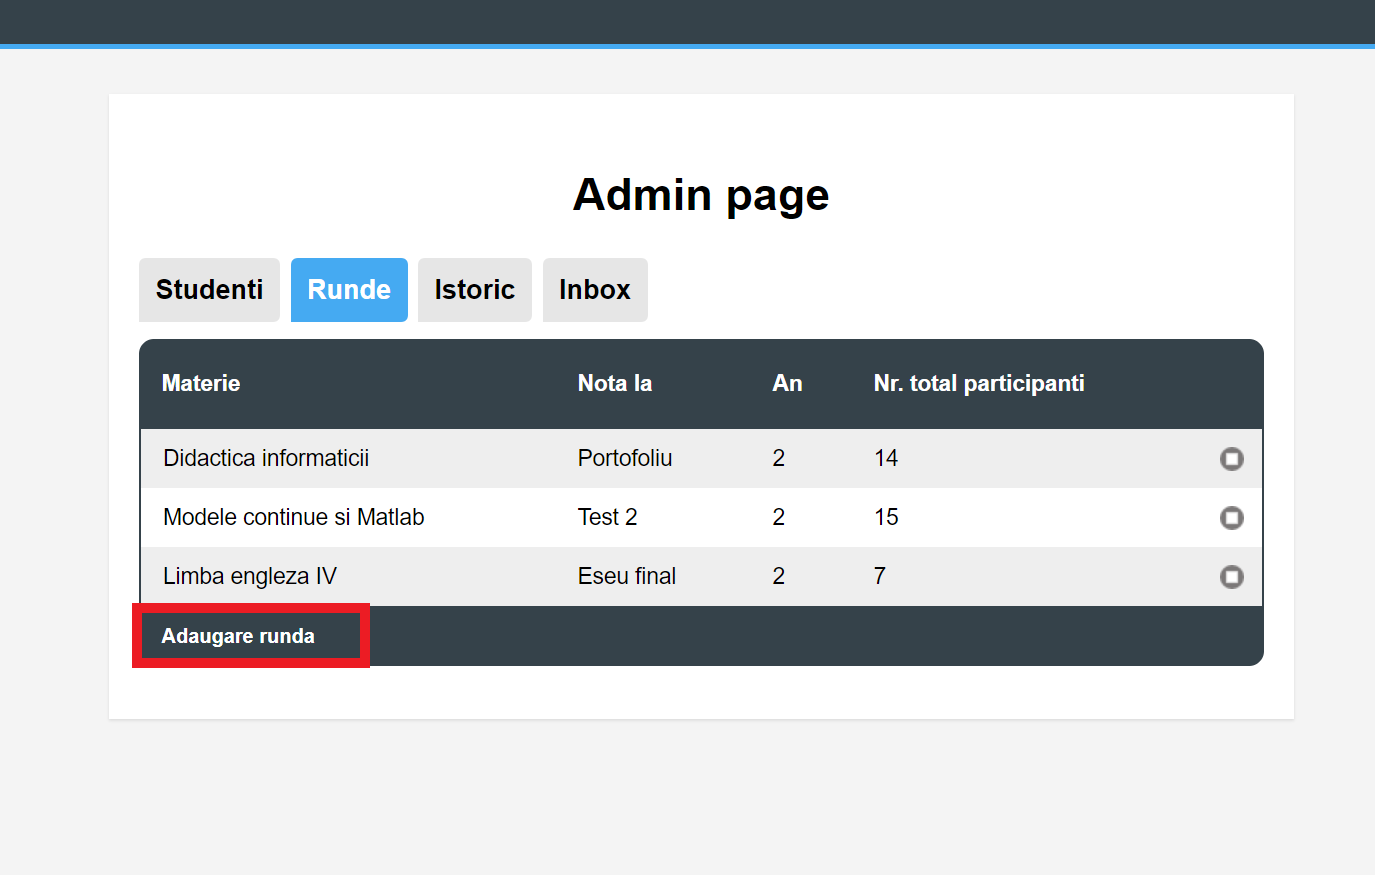 Admin page
Studenti Runde Istoric Inbox
Materie Nota la An Nr. total participanti
Didactica informaticii Portofoliu 2 14
Modele continue si Matlab Test 2 2 15
Limba engleza IV Eseu final 2 7
Adaugare runda